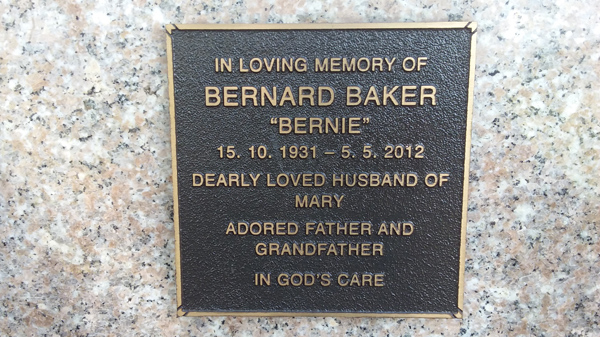 IN LOVING MEMORY OF
BERNARD BAKER
“BERNIE”
15. 10. 1931 – 5. 5. 2012
DEARLY LOVED HUSBAND OF
MARY
ADORED FATHER AND
GRANDFATHER
IN GOD'S CARE